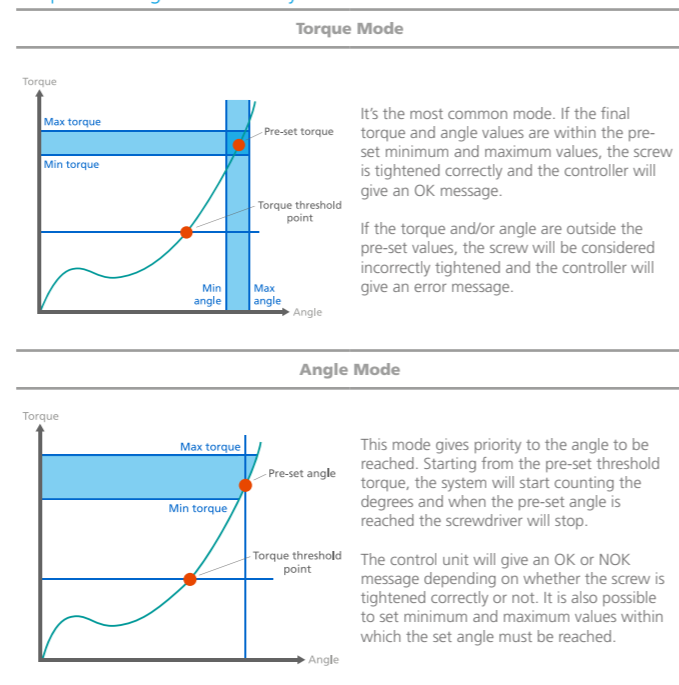 Torque Mode
Torque
Max torque
Pre-set torque
Min torque
Torque threshold
point
Min
angle
Max
angle
Angle
It's the most common mode. If the final
torque and angle values are within the pre-
set minimum and maximum values, the screw
is tightened correctly and the controller will
give an OK message.
If the torque and/or angle are outside the
pre-set values, the screw will be considered
incorrectly tightened and the controller will
give an error message.
Angle Mode
Torque
Max torque
Pre-set angle
Min torque
Torque threshold
point
Angle
This mode gives priority to the angle to be
reached. Starting from the pre-set threshold
torque, the system will start counting the
degrees and when the pre-set angle is
reached the screwdriver will stop.
The control unit will give an OK or NOK
message depending on whether the screw is
tightened correctly or not. It is also possible
to set minimum and maximum values within
which the set angle must be reached.